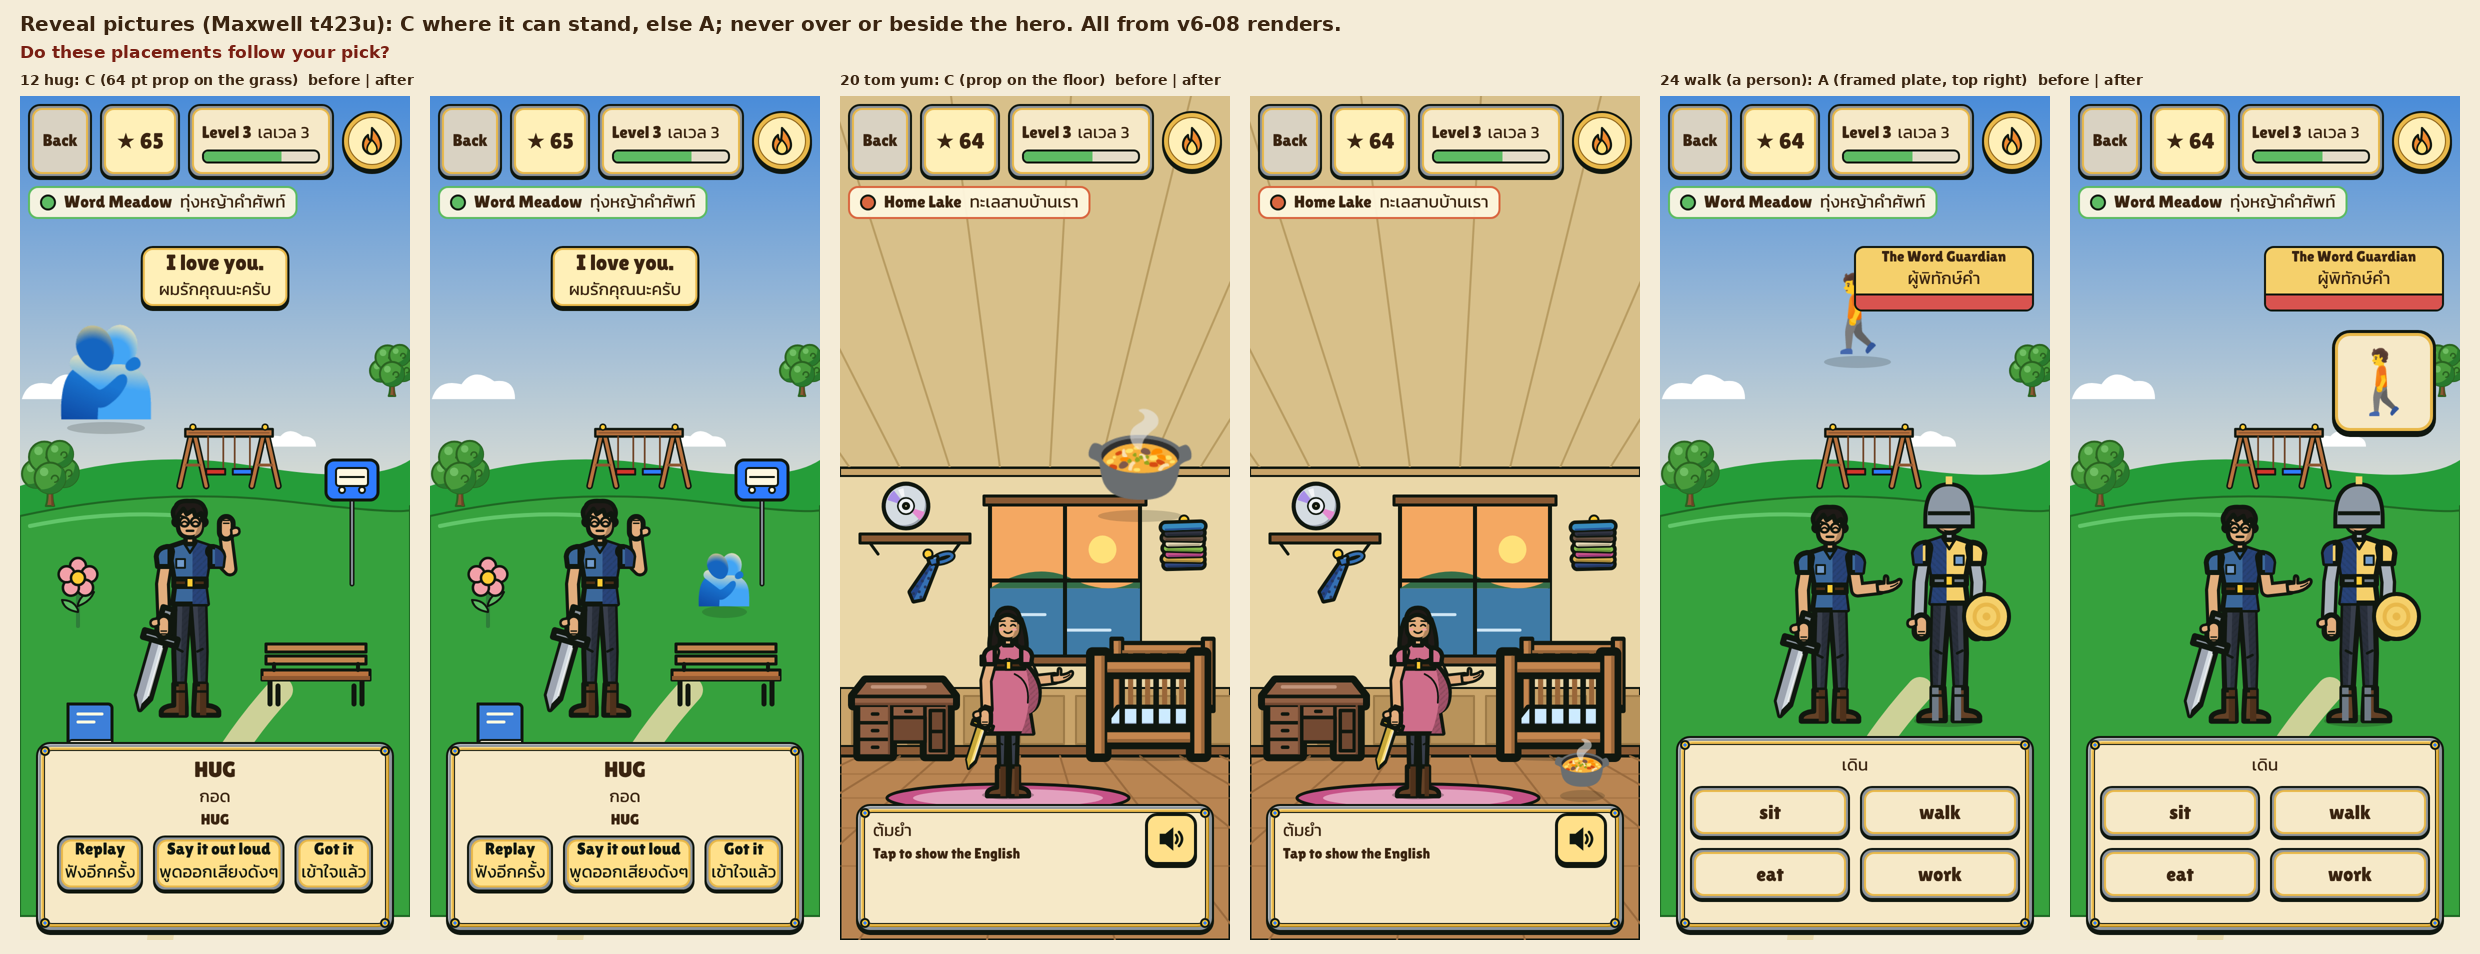 Reveal pictures (Maxwell t423u): C where it can stand, else A; never over or beside the hero. All from v6-08 renders.
Do these placements follow your pick?
12 hug: C (64 pt prop on the grass)  before | after
Back
★ 65
Level 3 เลเวล 3
Word Meadow ทุ่งหญ้าคำศัพท์
I love you.
ผมรักคุณนะครับ
HUG
กอด
HUG
Replay
ฟังอีกครั้ง
Say it out loud
พูดออกเสียงดังๆ
Got it
เข้าใจแล้ว
Back
★ 65
Level 3 เลเวล 3
Word Meadow ทุ่งหญ้าคำศัพท์
I love you.
ผมรักคุณนะครับ
HUG
กอด
HUG
Replay
ฟังอีกครั้ง
Say it out loud
พูดออกเสียงดังๆ
Got it
เข้าใจแล้ว
20 tom yum: C (prop on the floor)  before | after
Back
★ 64
Level 3 เลเวล 3
Home Lake ทะเลสาบบ้านเรา
ต้มยำ
Tap to show the English
Back
★ 64
Level 3 เลเวล 3
Home Lake ทะเลสาบบ้านเรา
ต้มยำ
Tap to show the English
24 walk (a person): A (framed plate, top right)  before | after
Back
★ 64
Level 3 เลเวล 3
Word Meadow ทุ่งหญ้าคำศัพท์
The Word Guardian
ผู้พิทักษ์คำ
เดิน
sit
walk
eat
work
Back
★ 64
Level 3 เลเวล 3
Word Meadow ทุ่งหญ้าคำศัพท์
The Word Guardian
ผู้พิทักษ์คำ
เดิน
sit
walk
eat
work